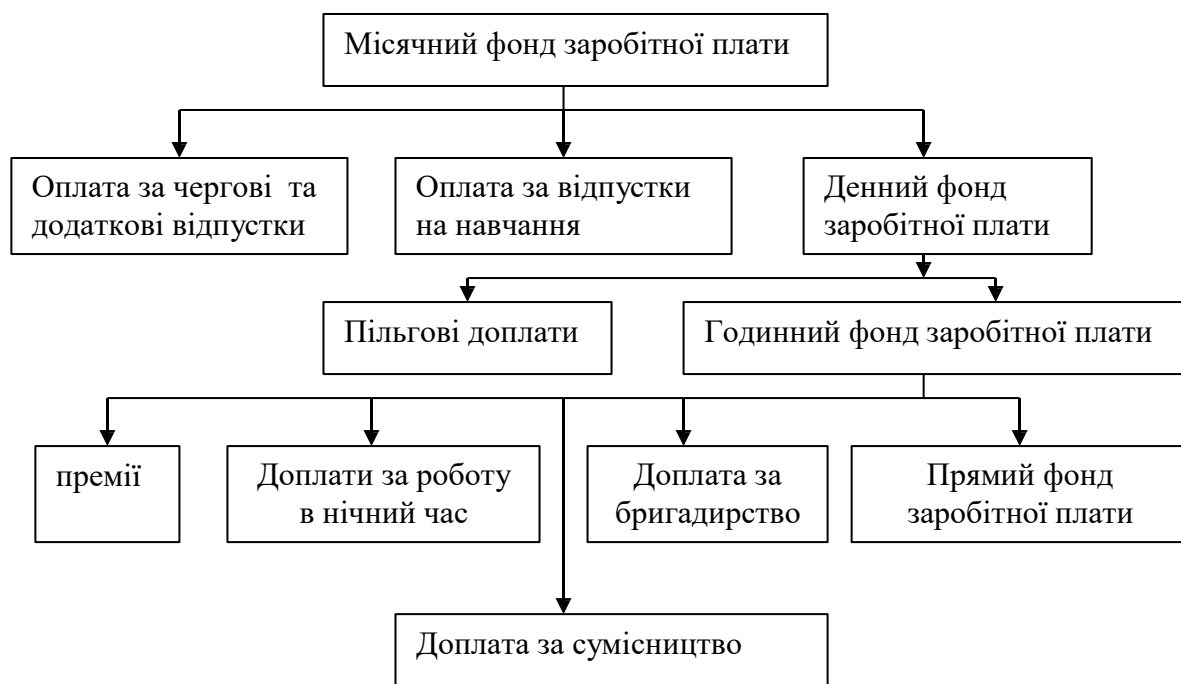 Місячний фонд заробітної плати
Оплата за чергові та
додаткові відпустки
Оплата за відпустки
на навчання
Денний фонд
заробітної плати
Пільгові доплати
Годинний фонд заробітної плати
премії
Доплати за роботу
в нічний час
Доплата за
бригадирство
Прямий фонд
заробітної плати
Доплата за сумісництво